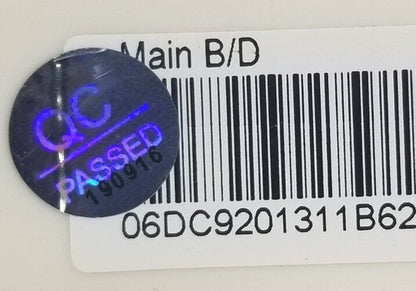 Main B/D
QC
PASSED
190916
06DC9201311B62